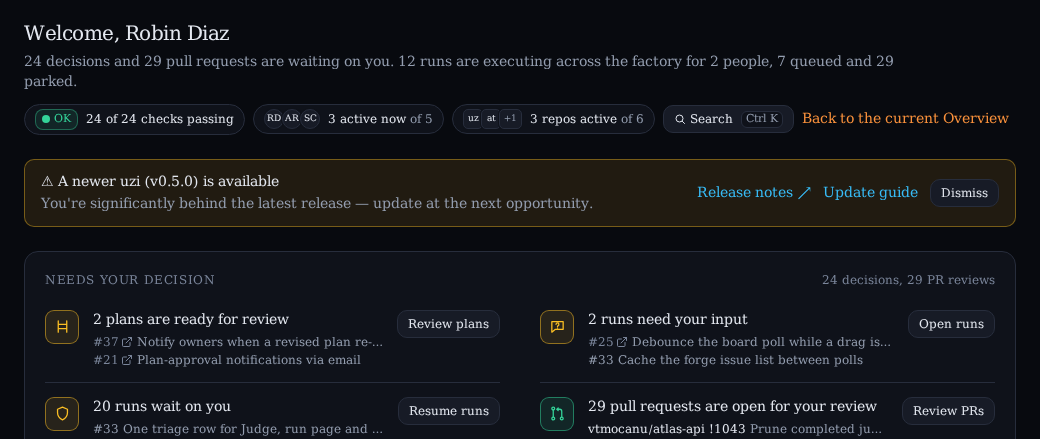 Welcome, Robin Diaz
24 decisions and 29 pull requests are waiting on you. 12 runs are executing across the factory for 2 people, 7 queued and 29
parked.
OK 24 of 24 checks passing
RD AR SC 3 active now of 5
uz at +1 3 repos active of 6
Search Ctrl K
Back to the current Overview
⚠ A newer uzi (v0.5.0) is available
You're significantly behind the latest release — update at the next opportunity.
Release notes ↗ Update guide Dismiss
NEEDS YOUR DECISION
24 decisions, 29 PR reviews
2 plans are ready for review
#37 Notify owners when a revised plan re-...
#21 Plan-approval notifications via email
Review plans
2 runs need your input
#25 Debounce the board poll while a drag is...
#33 Cache the forge issue list between polls
Open runs
20 runs wait on you
#33 One triage row for Judge, run page and ...
Resume runs
29 pull requests are open for your review
vtmocanu/atlas-api !1043 Prune completed ju...
Review PRs